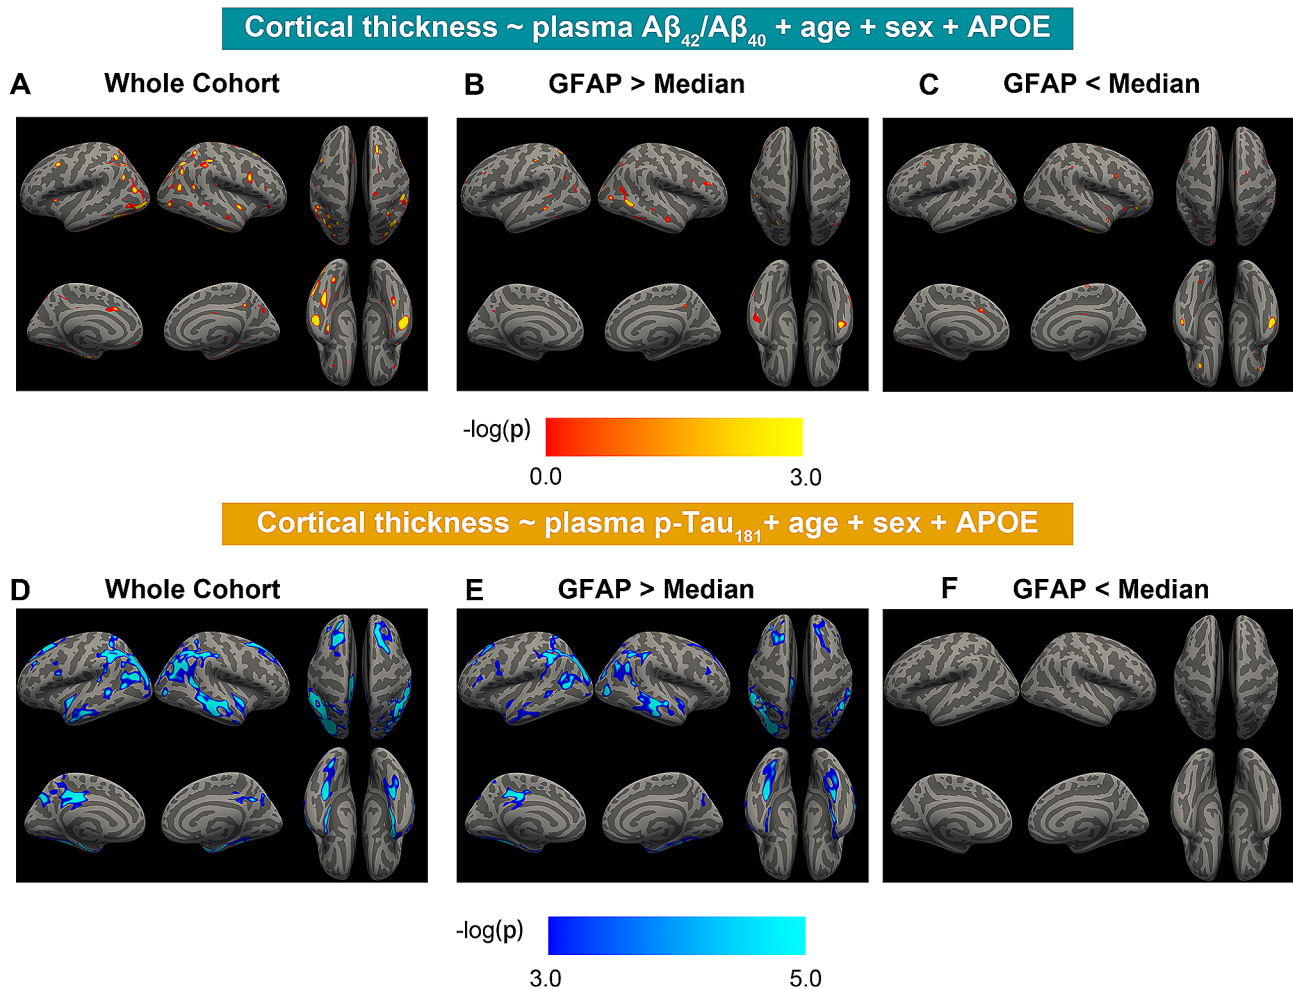 Cortical thickness ~ plasma Aβ₄₂/Aβ₄₀ + age + sex + APOE
A Whole Cohort
B GFAP > Median
C GFAP < Median
-log(p)
0.0 3.0
Cortical thickness ~ plasma p-Tau₁₈₁+ age + sex + APOE
D Whole Cohort
E GFAP > Median
F GFAP < Median
-log(p)
3.0 5.0